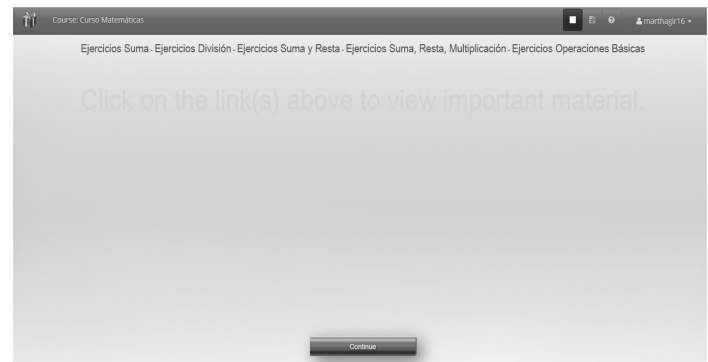 Course: Curso Matemáticas
marthagir16
Ejercicios Suma - Ejercicios División - Ejercicios Suma y Resta - Ejercicios Suma, Resta, Multiplicación - Ejercicios Operaciones Básicas
Click on the link(s) above to view important material.
Continue